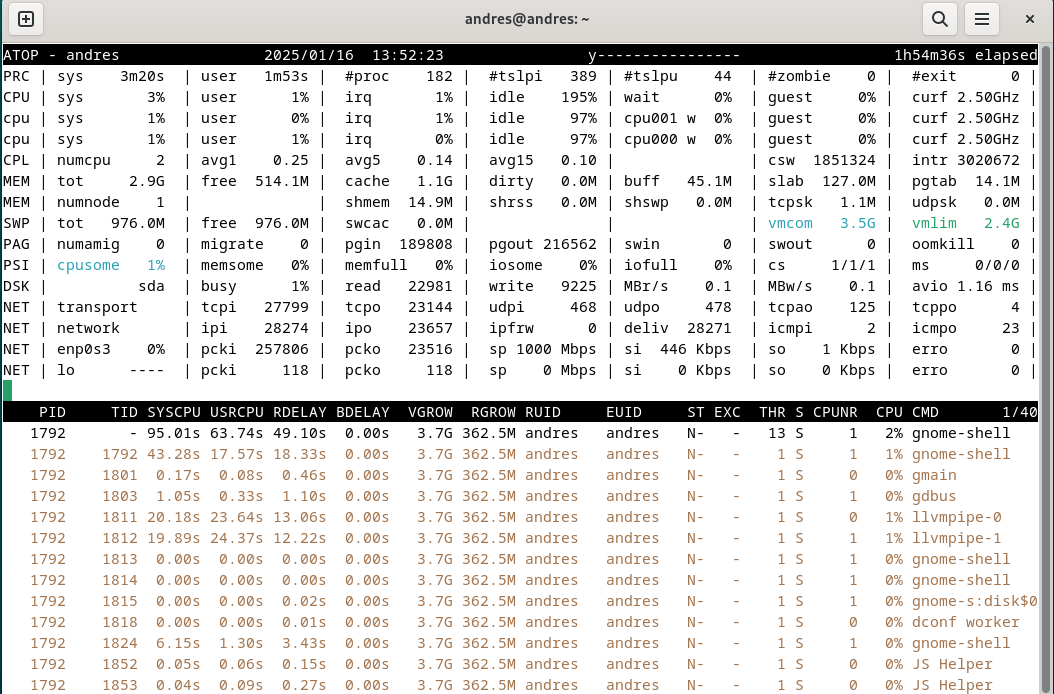 andres@andres: ~
ATOP - andres 2025/01/16 13:52:23 y--------------- 1h54m36s elapsed
PRC | sys 3m20s | user 1m53s | #proc 182 | #tslpi 389 | #tslpu 44 | #zombie 0 | #exit 0 |
CPU | sys 3% | user 1% | irq 1% | idle 195% | wait 0% | guest 0% | curf 2.50GHz |
cpu | sys 1% | user 0% | irq 1% | idle 97% | cpu001 w 0% | guest 0% | curf 2.50GHz |
cpu | sys 1% | user 1% | irq 0% | idle 97% | cpu000 w 0% | guest 0% | curf 2.50GHz |
CPL | numcpu 2 | avg1 0.25 | avg5 0.14 | avg15 0.10 | | csw 1851324 | intr 3020672 |
MEM | tot 2.9G | free 514.1M | cache 1.1G | dirty 0.0M | buff 45.1M | slab 127.0M | pgtab 14.1M |
MEM | numnode 1 | | shmem 14.9M | shrss 0.0M | shswp 0.0M | tcpsk 1.1M | udpsk 0.0M |
SWP | tot 976.0M | free 976.0M | swcac 0.0M | | | vmcom 3.5G | vmlim 2.4G |
PAG | numamig 0 | migrate 0 | pgin 189808 | pgout 216562 | swin 0 | swout 0 | oomkill 0 |
PSI | cpusome 1% | memsome 0% | memfull 0% | iosome 0% | iofull 0% | cs 1/1/1 | ms 0/0/0 |
DSK | sda | busy 1% | read 22981 | write 9225 | MBr/s 0.1 | MBw/s 0.1 | avio 1.16 ms |
NET | transport | tcpi 27799 | tcpo 23144 | udpi 468 | udpo 478 | tcpao 125 | tcppo 4 |
NET | network | ipi 28274 | ipo 23657 | ipfrw 0 | deliv 28271 | icmpi 2 | icmpo 23 |
NET | enp0s3 0% | pcki 257806 | pcko 23516 | sp 1000 Mbps | si 446 Kbps | so 1 Kbps | erro 0 |
NET | lo ---- | pcki 118 | pcko 118 | sp 0 Mbps | si 0 Kbps | so 0 Kbps | erro 0 |
PID TID SYSCPU USRCPU RDELAY BDELAY VGROW RGROW RUID EUID ST EXC THR S CPUNR CPU CMD 1/40
1792 - 95.01s 63.74s 49.10s 0.00s 3.7G 362.5M andres andres N- - 13 S 1 2% gnome-shell
1792 1792 43.28s 17.57s 18.33s 0.00s 3.7G 362.5M andres andres N- - 1 S 1 1% gnome-shell
1792 1801 0.17s 0.08s 0.46s 0.00s 3.7G 362.5M andres andres N- - 1 S 0 0% gmain
1792 1803 1.05s 0.33s 1.10s 0.00s 3.7G 362.5M andres andres N- - 1 S 1 0% gdbus
1792 1811 20.18s 23.64s 13.06s 0.00s 3.7G 362.5M andres andres N- - 1 S 0 1% llvmpipe-0
1792 1812 19.89s 24.37s 12.22s 0.00s 3.7G 362.5M andres andres N- - 1 S 1 1% llvmpipe-1
1792 1813 0.00s 0.00s 0.00s 0.00s 3.7G 362.5M andres andres N- - 1 S 1 0% gnome-shell
1792 1814 0.00s 0.00s 0.00s 0.00s 3.7G 362.5M andres andres N- - 1 S 1 0% gnome-shell
1792 1815 0.00s 0.00s 0.02s 0.00s 3.7G 362.5M andres andres N- - 1 S 1 0% gnome-s:disk$0
1792 1818 0.00s 0.00s 0.01s 0.00s 3.7G 362.5M andres andres N- - 1 S 0 0% dconf worker
1792 1824 6.15s 1.30s 3.43s 0.00s 3.7G 362.5M andres andres N- - 1 S 1 0% gnome-shell
1792 1852 0.05s 0.06s 0.15s 0.00s 3.7G 362.5M andres andres N- - 1 S 0 0% JS Helper
1792 1853 0.04s 0.09s 0.27s 0.00s 3.7G 362.5M andres andres N- - 1 S 1 0% JS Helper